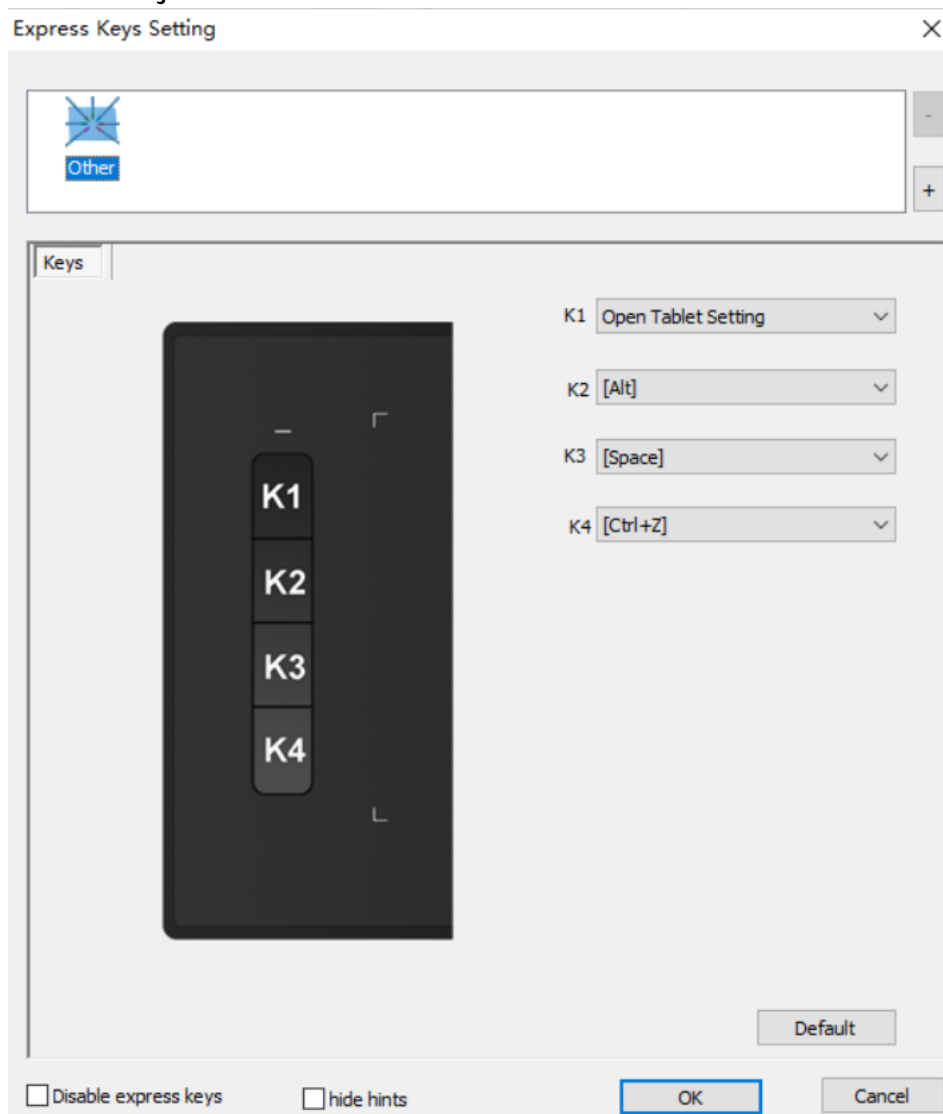 Express Keys Setting
-
Other
+
Keys
K1 Open Tablet Setting
K2 [Alt]
K3 [Space]
K4 [Ctrl+Z]
K1
K2
K3
K4
Default
Disable express keys
hide hints
OK
Cancel